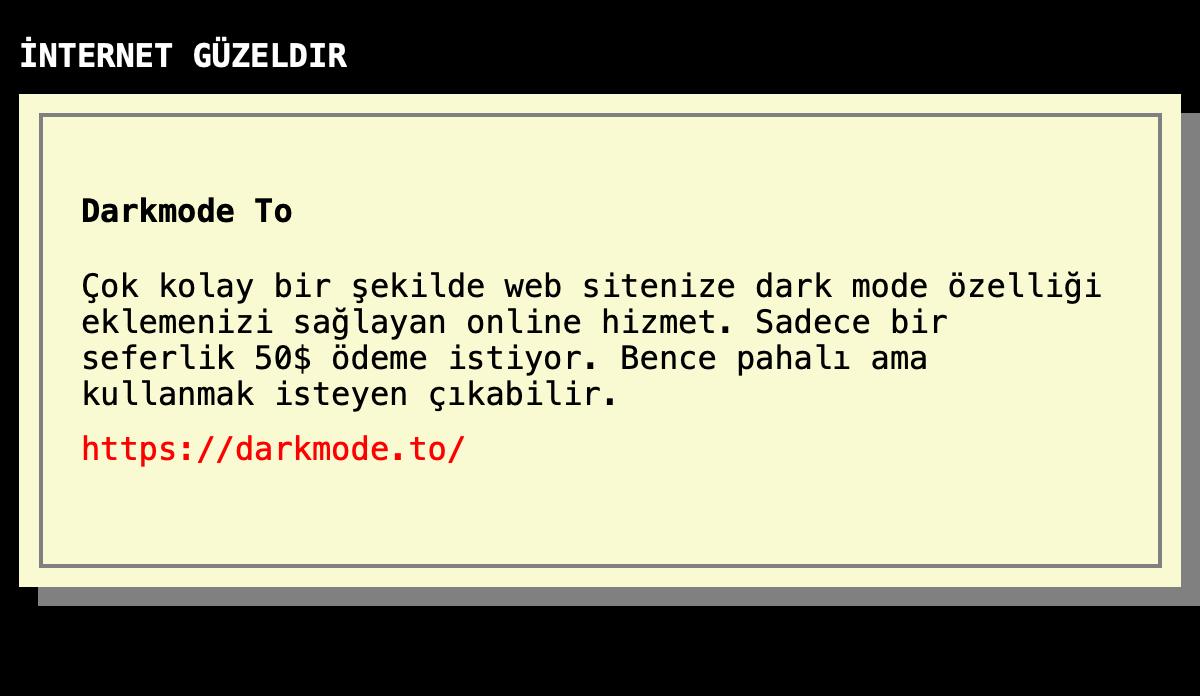 İNTERNET GÜZELDIR
Darkmode To
Çok kolay bir şekilde web sitenize dark mode özelliği
eklemenizi sağlayan online hizmet. Sadece bir
seferlik 50$ ödeme istiyor. Bence pahalı ama
kullanmak isteyen çıkabilir.
https://darkmode.to/